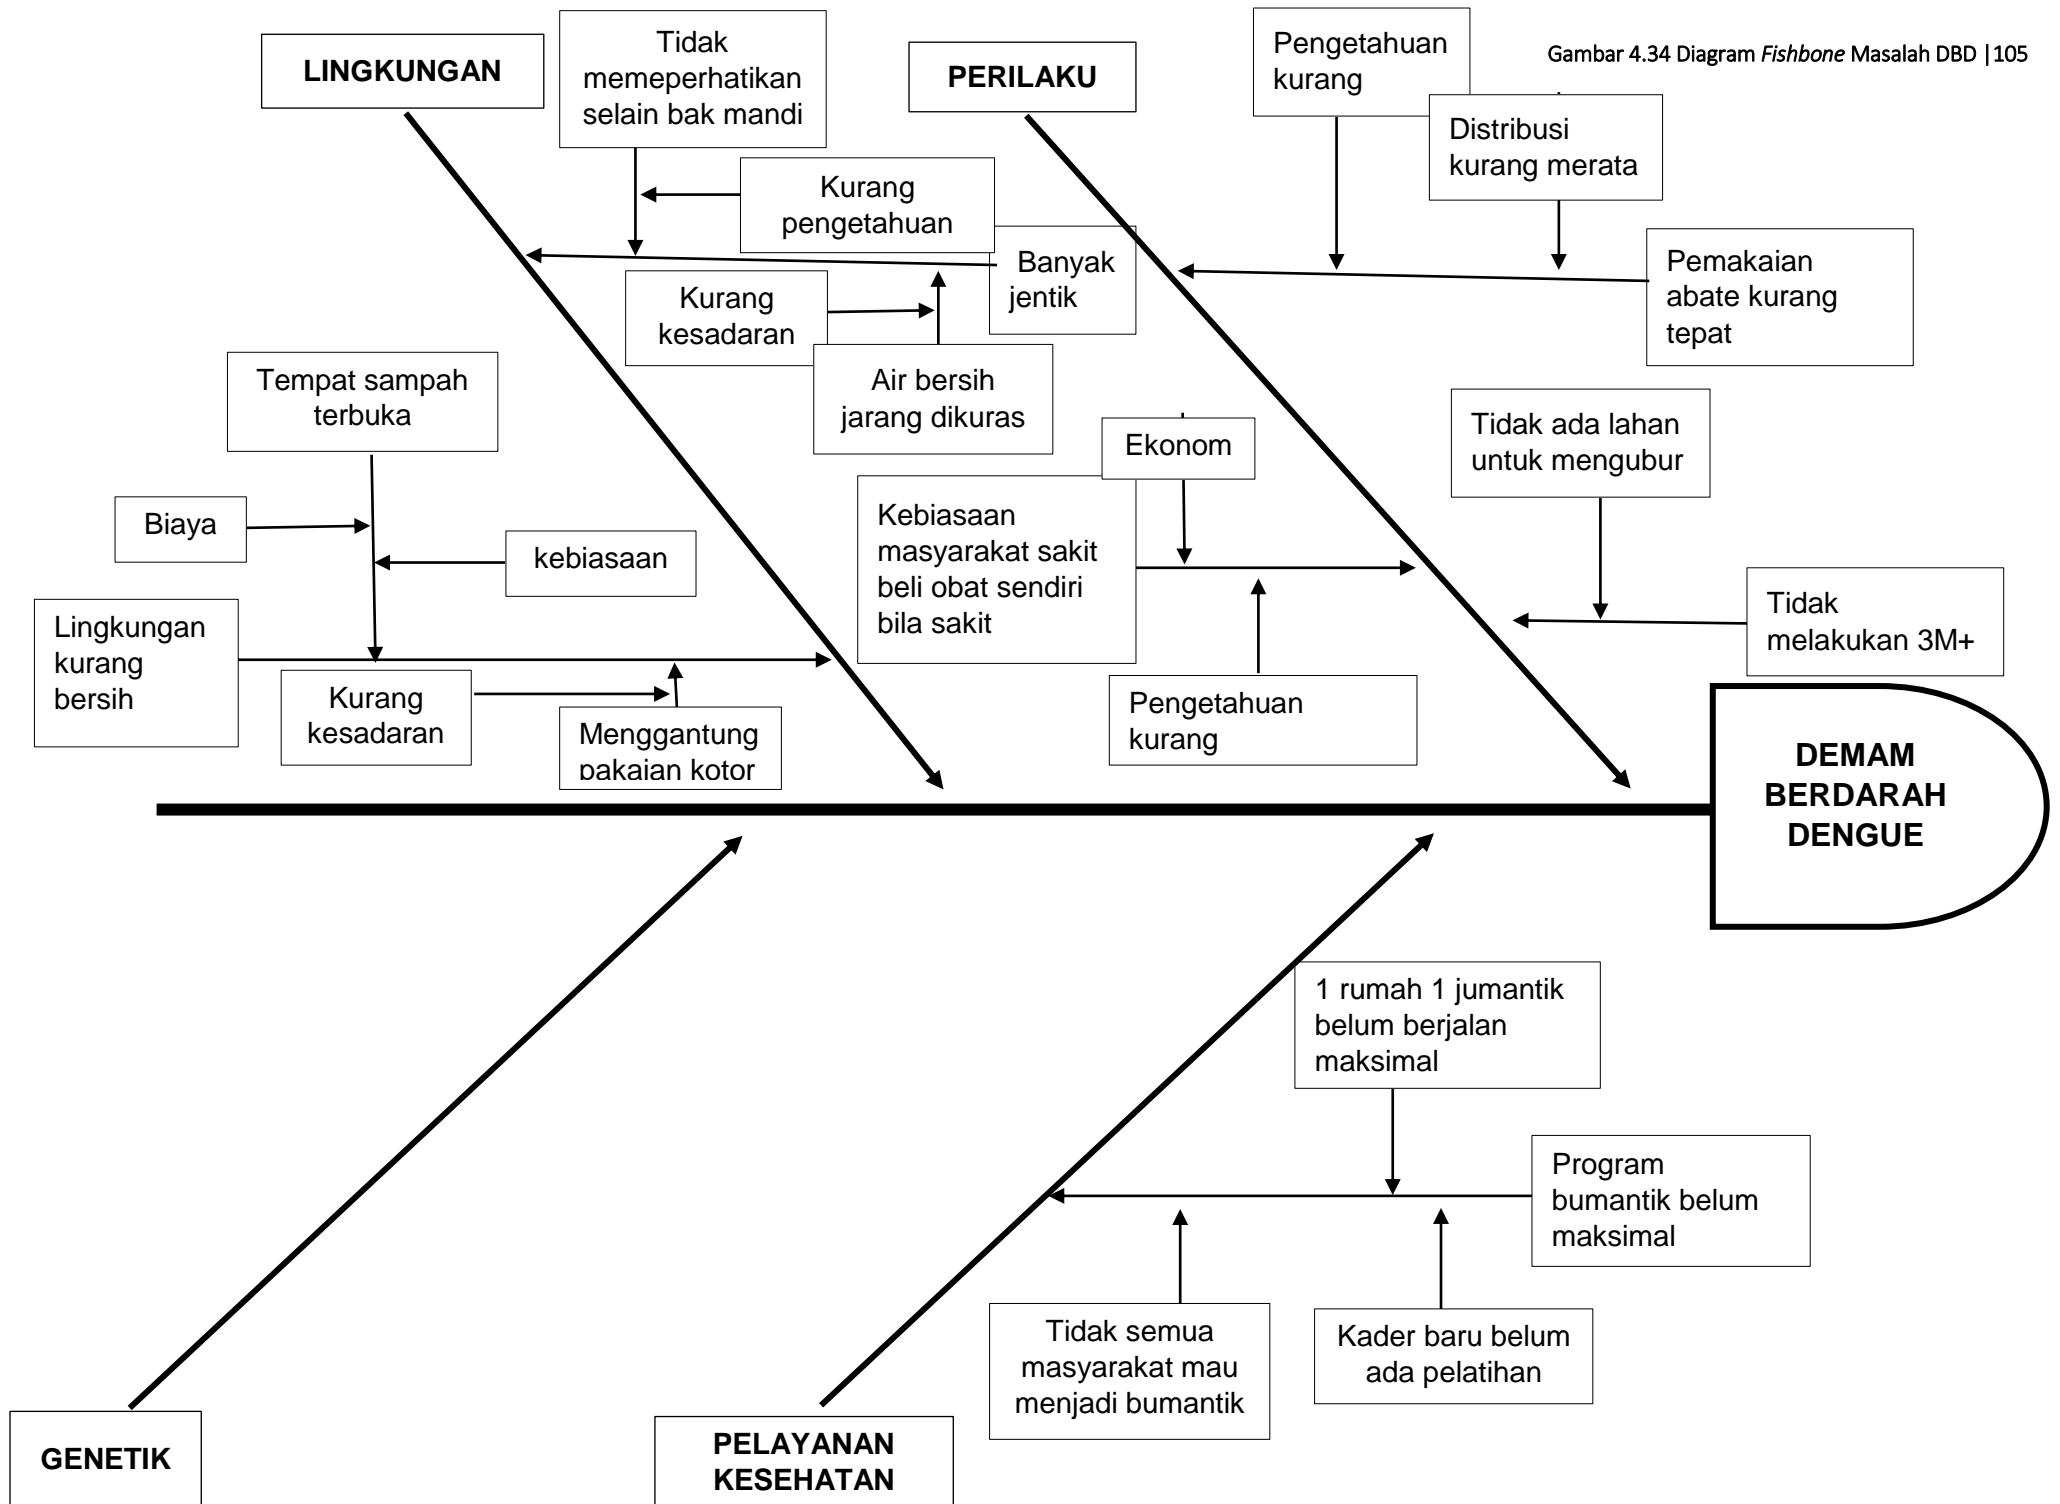 Gambar 4.34 Diagram Fishbone Masalah DBD |105
LINGKUNGAN
Tidak
memeperhatikan
selain bak mandi
PERILAKU
Pengetahuan
kurang
Distribusi
kurang merata
Kurang
pengetahuan
Banyak
jentik
Pemakaian
abate kurang
tepat
Kurang
kesadaran
Air bersih
jarang dikuras
Tempat sampah
terbuka
Ekonom
Tidak ada lahan
untuk mengubur
Biaya
kebiasaan
Kebiasaan
masyarakat sakit
beli obat sendiri
bila sakit
Tidak
melakukan 3M+
Lingkungan
kurang
bersih
Kurang
kesadaran
Menggantung
pakaian kotor
Pengetahuan
kurang
DEMAM
BERDARAH
DENGUE
1 rumah 1 jumantik
belum berjalan
maksimal
Program
bumantik belum
maksimal
Tidak semua
masyarakat mau
menjadi bumantik
Kader baru belum
ada pelatihan
GENETIK
PELAYANAN
KESEHATAN